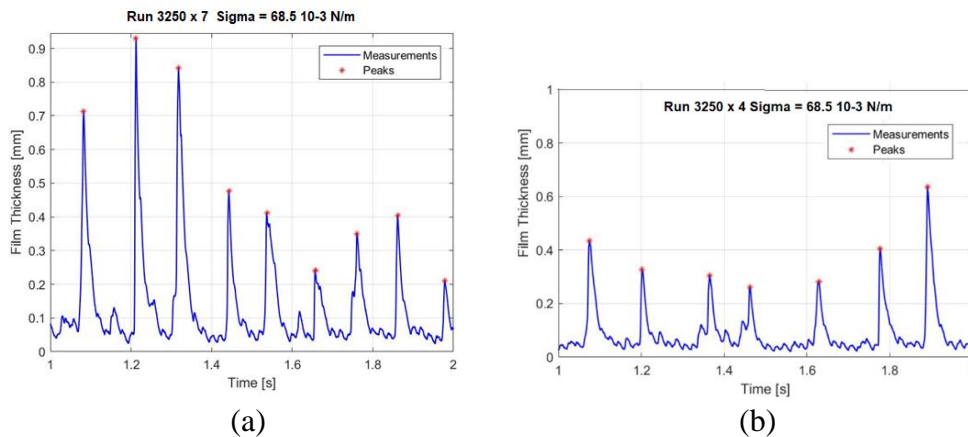 Run 3250 x 7 Sigma = 68.5 10-3 N/m
Measurements
Peaks
0.9
0.8
0.7
0.6
0.5
0.4
0.3
0.2
0.1
0
Film Thickness [mm]
1 1.2 1.4 1.6 1.8 2
Time [s]
(a)
Run 3250 x 4 Sigma = 68.5 10-3 N/m
Measurements
Peaks
1
0.8
0.6
0.4
0.2
0
Film Thickness [mm]
1 1.2 1.4 1.6 1.8
Time [s]
(b)